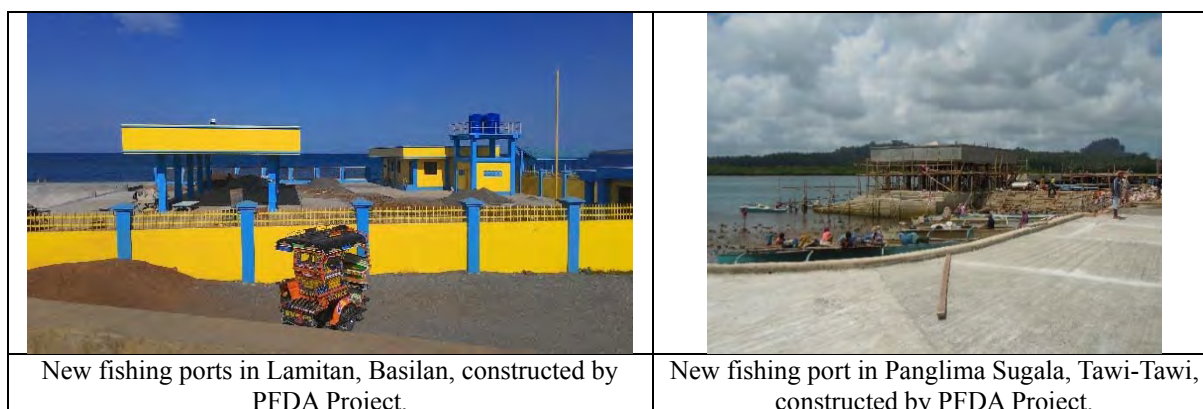 New fishing ports in Lamitan, Basilan, constructed by
PFDA Project.
New fishing port in Panglima Sugala, Tawi-Tawi,
constructed by PFDA Project.